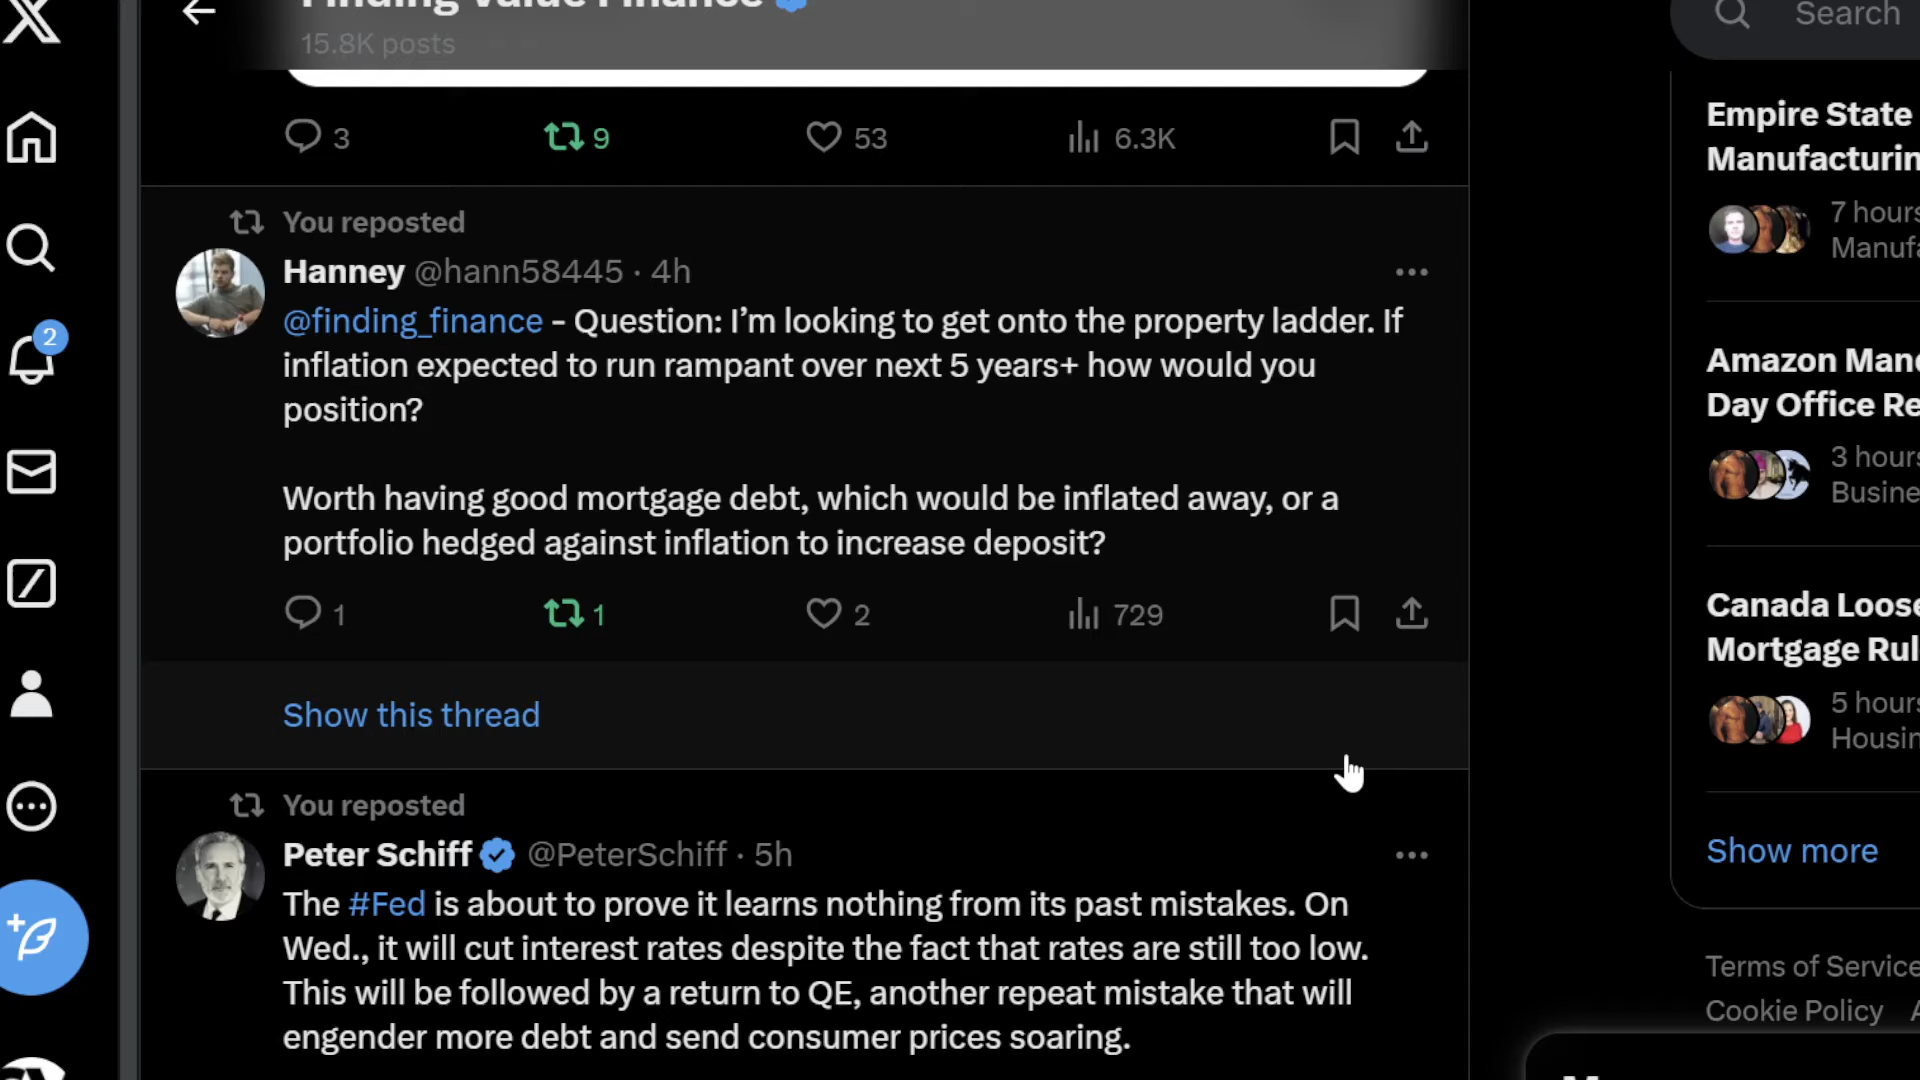 Finding Value Finance
15.8K posts
3 9 53 6.3K
You reposted
Hanney @hann58445 · 4h
@finding_finance – Question: I’m looking to get onto the property ladder. If
inflation expected to run rampant over next 5 years+ how would you
position?
Worth having good mortgage debt, which would be inflated away, or a
portfolio hedged against inflation to increase deposit?
1 1 2 729
Show this thread
You reposted
Peter Schiff @PeterSchiff · 5h
The #Fed is about to prove it learns nothing from its past mistakes. On
Wed., it will cut interest rates despite the fact that rates are still too low.
This will be followed by a return to QE, another repeat mistake that will
engender more debt and send consumer prices soaring.
2
Search
Empire State
Manufacturin
7 hours
Manufa
Amazon Mand
Day Office Re
3 hours
Busine
Canada Loose
Mortgage Rul
5 hours
Housin
Show more
Terms of Service
Cookie Policy